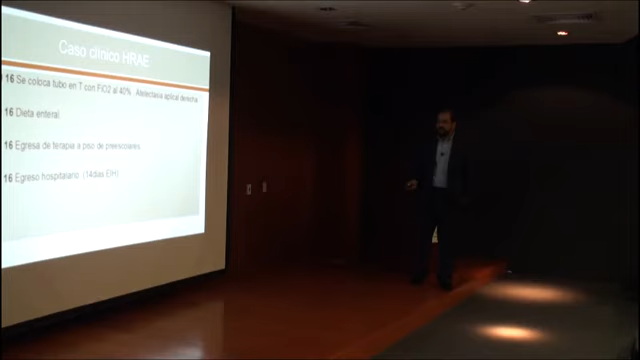 Caso clínico HRAE
16 Se coloca tubo en T con FiO2 al 40%. Atelectasia apical derecha.
16 Dieta enteral
16 Egresa de terapia a piso de preescolares.
16 Egreso hospitalario (14días EIH)